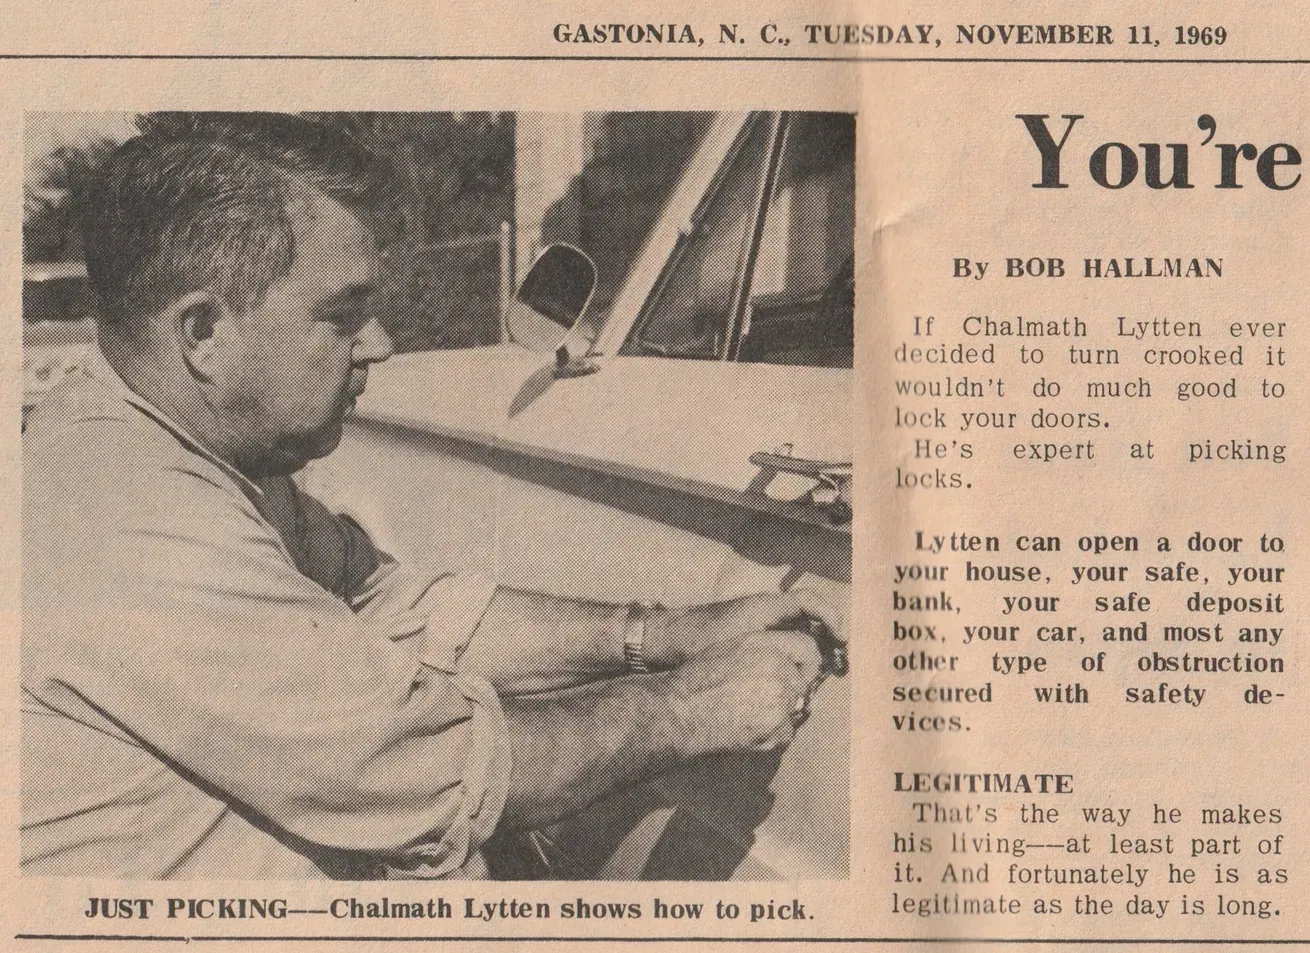 GASTONIA, N. C., TUESDAY, NOVEMBER 11, 1969
You're
By BOB HALLMAN
If Chalmath Lytten ever
decided to turn crooked it
wouldn't do much good to
lock your doors.
He's expert at picking
locks.
Lytten can open a door to
your house, your safe, your
bank, your safe deposit
box, your car, and most any
other type of obstruction
secured with safety de-
vices.
LEGITIMATE
That's the way he makes
his living——at least part of
it. And fortunately he is as
legitimate as the day is long.
JUST PICKING——Chalmath Lytten shows how to pick.